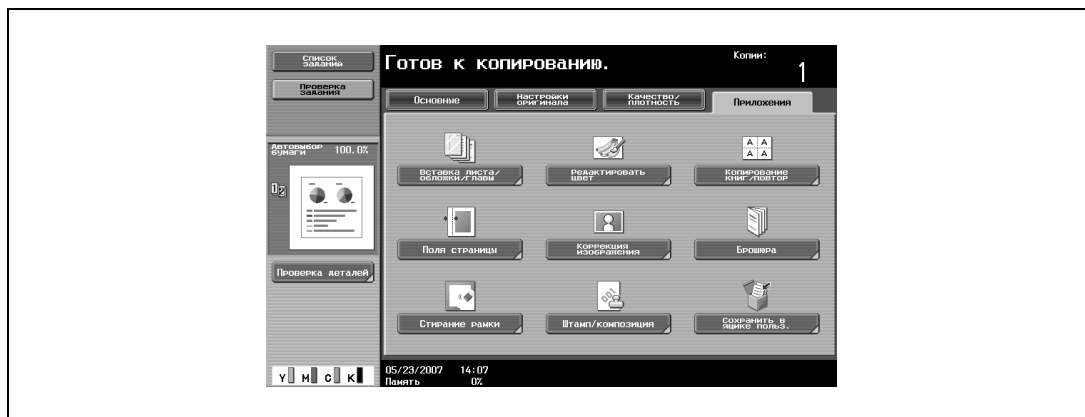 Список
заданий
Готов к копированию.
Копии:
1
Проверка
задания
Основные
Настройки
оригинала
Качество/
плотность
Приложения
Автовыбор
бумаги
100.0%
12
Вставка листа/
обложки/главы
Редактировать
цвет
Копирование
книг/повтор
Поля страницы
Коррекция
изображения
Брошюра
Проверка деталей
Стирание рамки
Штамп/композиция
Сохранить в
ящике польз.
Y M C K
05/23/2007 14:07
Память 0%